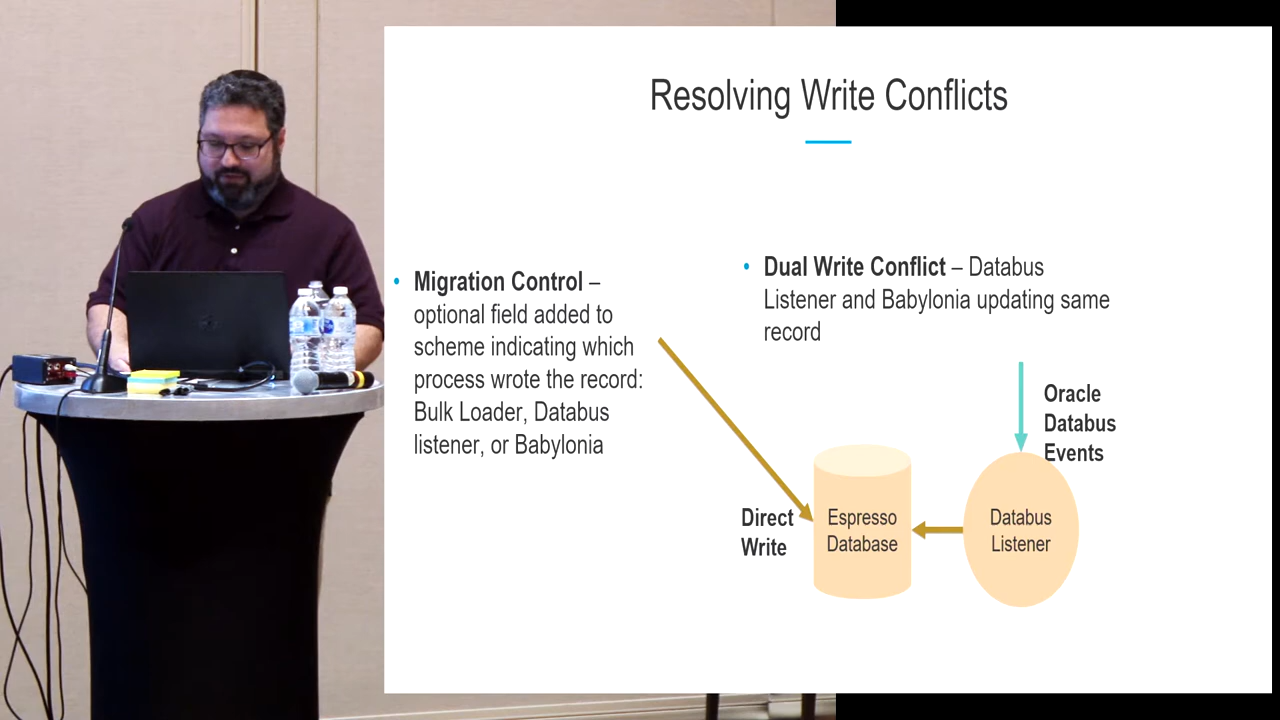 Resolving Write Conflicts
• Migration Control –
optional field added to
scheme indicating which
process wrote the record:
Bulk Loader, Databus
listener, or Babylonia
• Dual Write Conflict – Databus
Listener and Babylonia updating same
record
Oracle
Databus
Events
Direct
Write
Espresso
Database
Databus
Listener